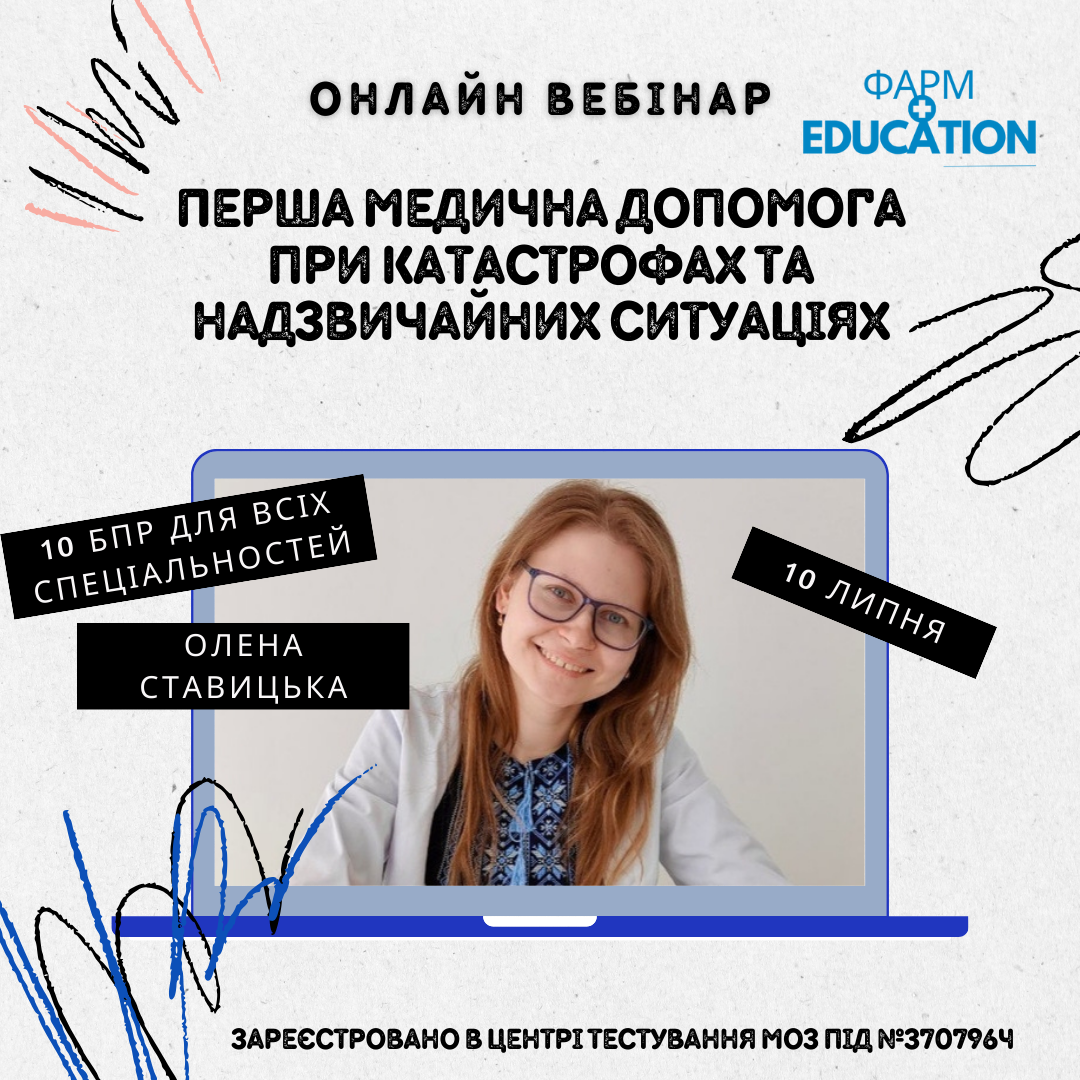 ОНЛАЙН ВЕБІНАР
ФАРМ
EDUCATION
ПЕРША МЕДИЧНА ДОПОМОГА
ПРИ КАТАСТРОФАХ ТА
НАДЗВИЧАЙНИХ СИТУАЦІЯХ
10 БПР ДЛЯ ВСІХ
СПЕЦІАЛЬНОСТЕЙ
ОЛЕНА
СТАВИЦЬКА
10 ЛИПНЯ
ЗАРЕЄСТРОВАНО В ЦЕНТРІ ТЕСТУВАННЯ МОЗ ПІД №3707964